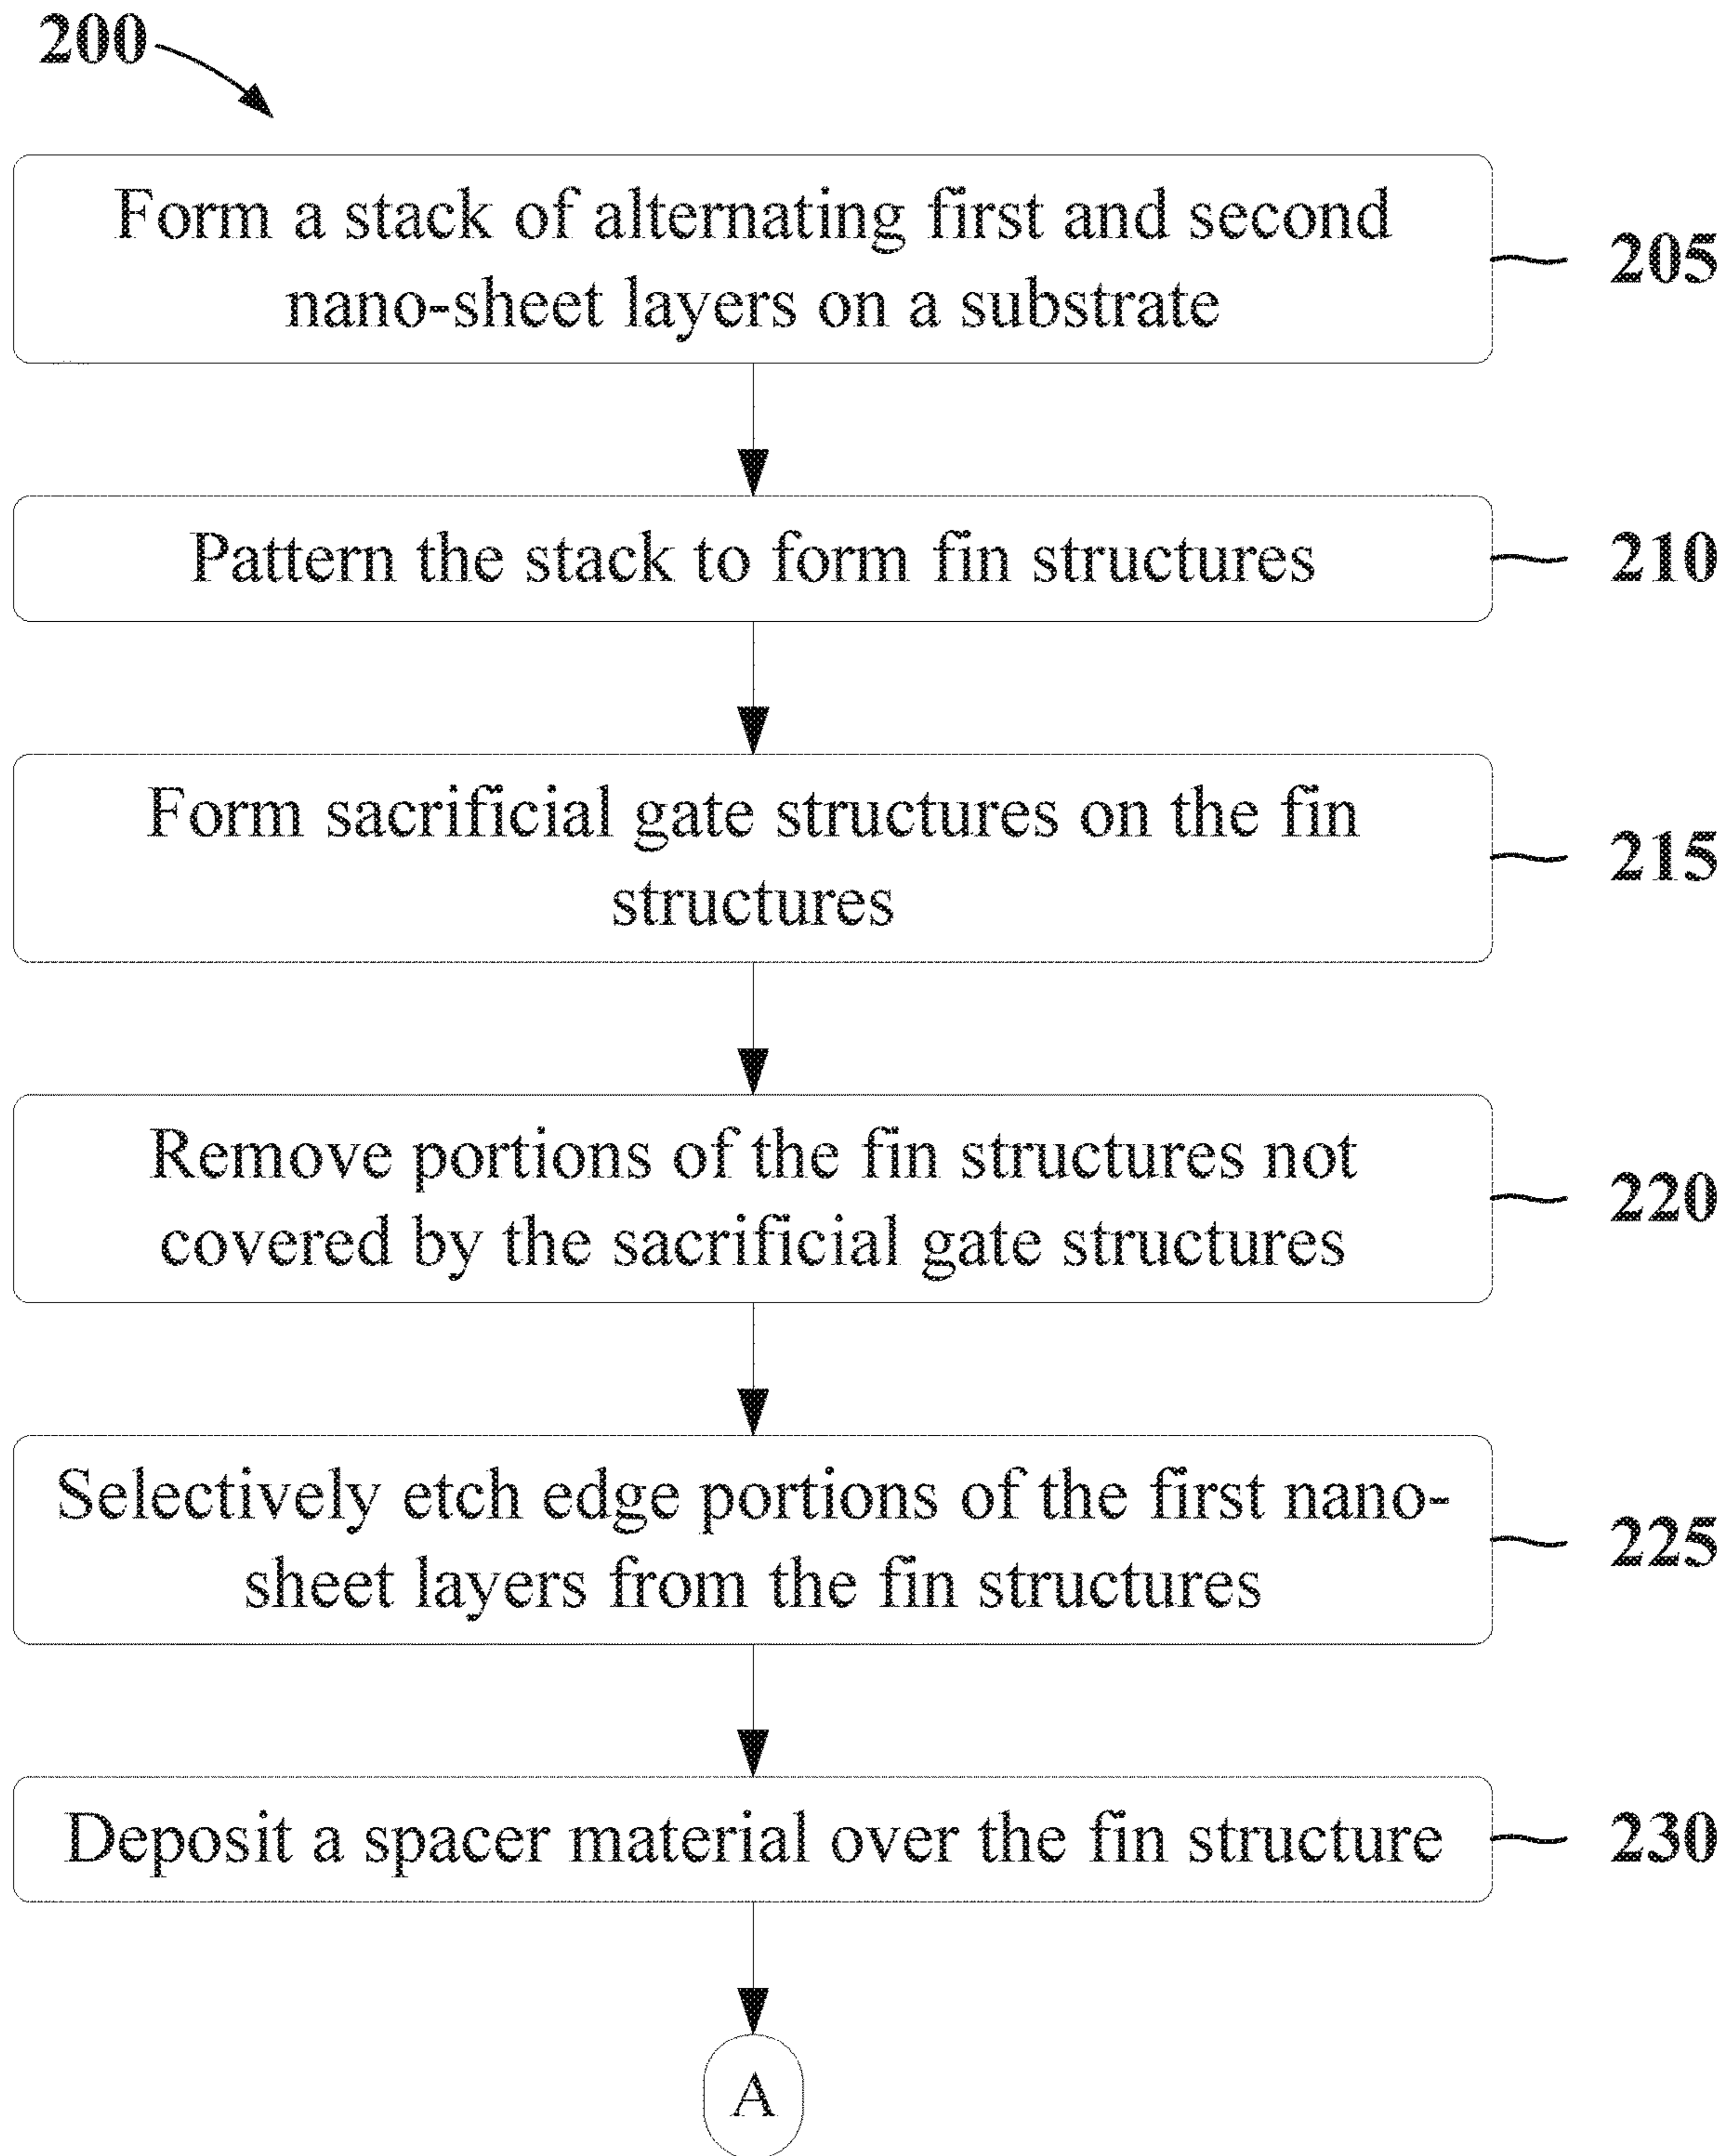 200
Form a stack of alternating first and second
nano-sheet layers on a substrate
205
Pattern the stack to form fin structures
210
Form sacrificial gate structures on the fin
structures
215
Remove portions of the fin structures not
covered by the sacrificial gate structures
220
Selectively etch edge portions of the first nano-
sheet layers from the fin structures
225
Deposit a spacer material over the fin structure
230
A